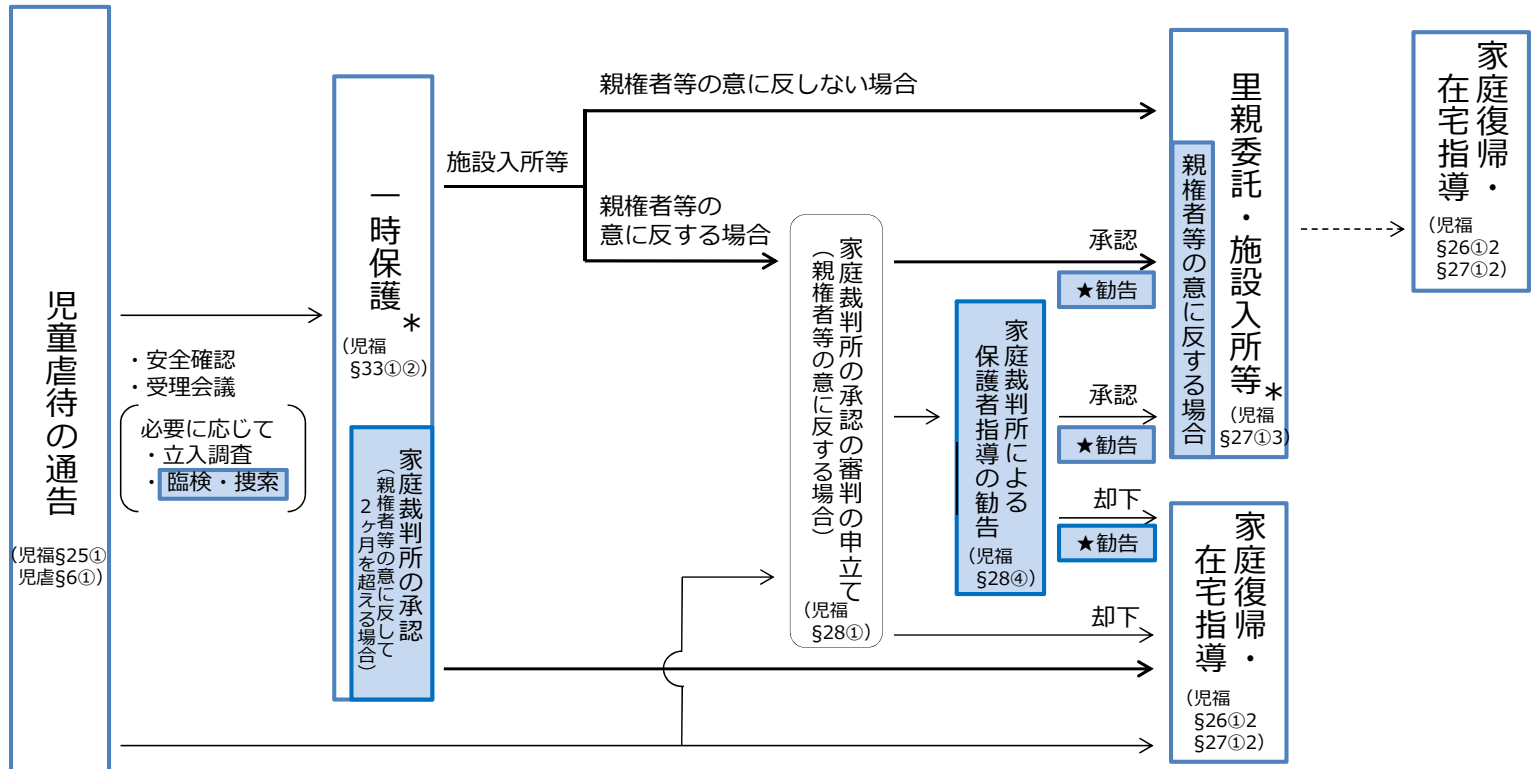 児童虐待の通告
(児福§25①
児虐§6①)
・安全確認
・受理会議
必要に応じて
・立入調査
・臨検・捜索
一時保護*
(児福
§33①②)
家庭裁判所の承認
(親権者等の意に反して
2ヶ月を超える場合)
施設入所等
親権者等の意に反しない場合
親権者等の
意に反する場合
家庭裁判所の承認の審判の申立て
(親権者等の意に反する場合)
(児福
§28①)
家庭裁判所による
保護者指導の勧告
(児福
§28④)
承認
★勧告
承認
★勧告
却下
★勧告
却下
里親委託・施設入所等*
(児福
§27①3)
親権者等の意に反する場合
家庭復帰・
在宅指導
(児福
§26①2
§27①2)
家庭復帰・
在宅指導
(児福
§26①2
§27①2)